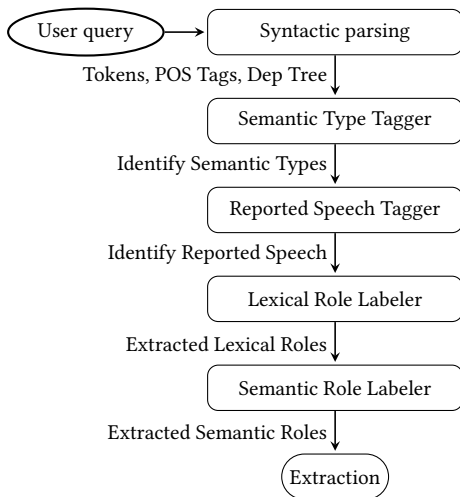 User query
Syntactic parsing
Tokens, POS Tags, Dep Tree
Semantic Type Tagger
Identify Semantic Types
Reported Speech Tagger
Identify Reported Speech
Lexical Role Labeler
Extracted Lexical Roles
Semantic Role Labeler
Extracted Semantic Roles
Extraction